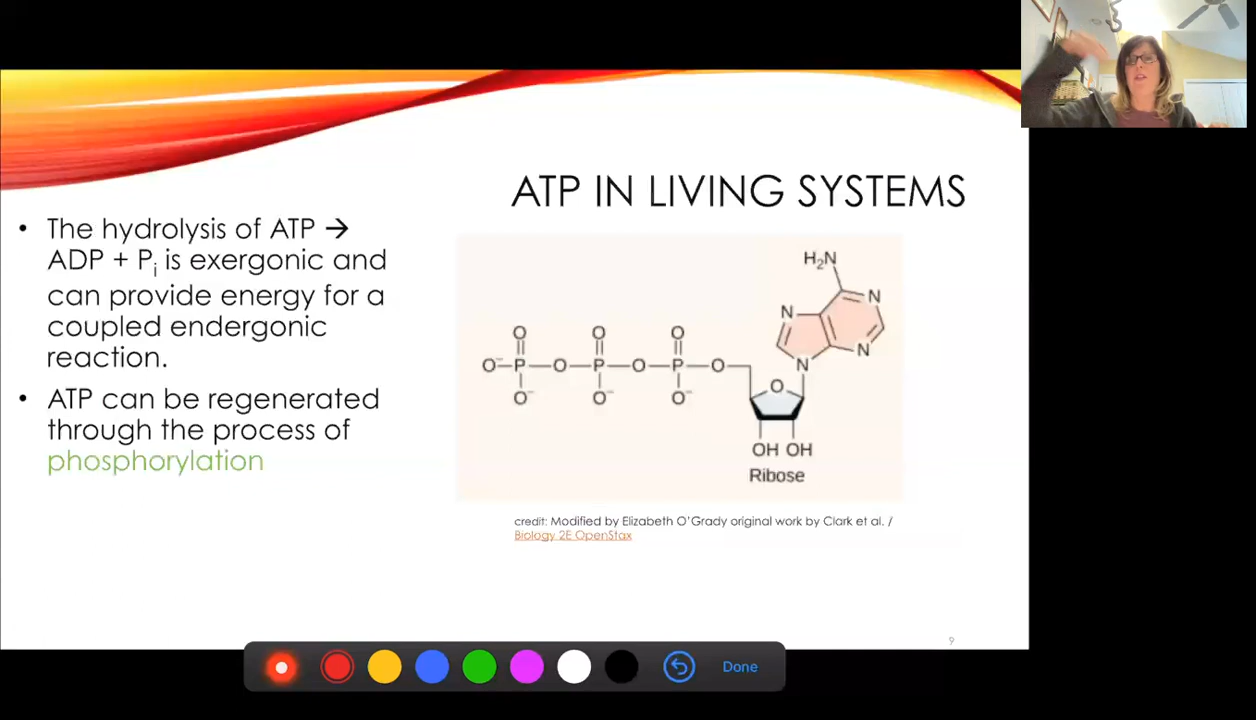 ATP IN LIVING SYSTEMS
• The hydrolysis of ATP →
ADP + Pi is exergonic and
can provide energy for a
coupled endergonic
reaction.
• ATP can be regenerated
through the process of
phosphorylation
H2N
N N
N N
O O O
O⁻ P O P O P O
O⁻ O⁻ O⁻
O
OH OH
Ribose
credit: Modified by Elizabeth O'Grady original work by Clark et al. /
Biology 2E OpenStax
9
Done